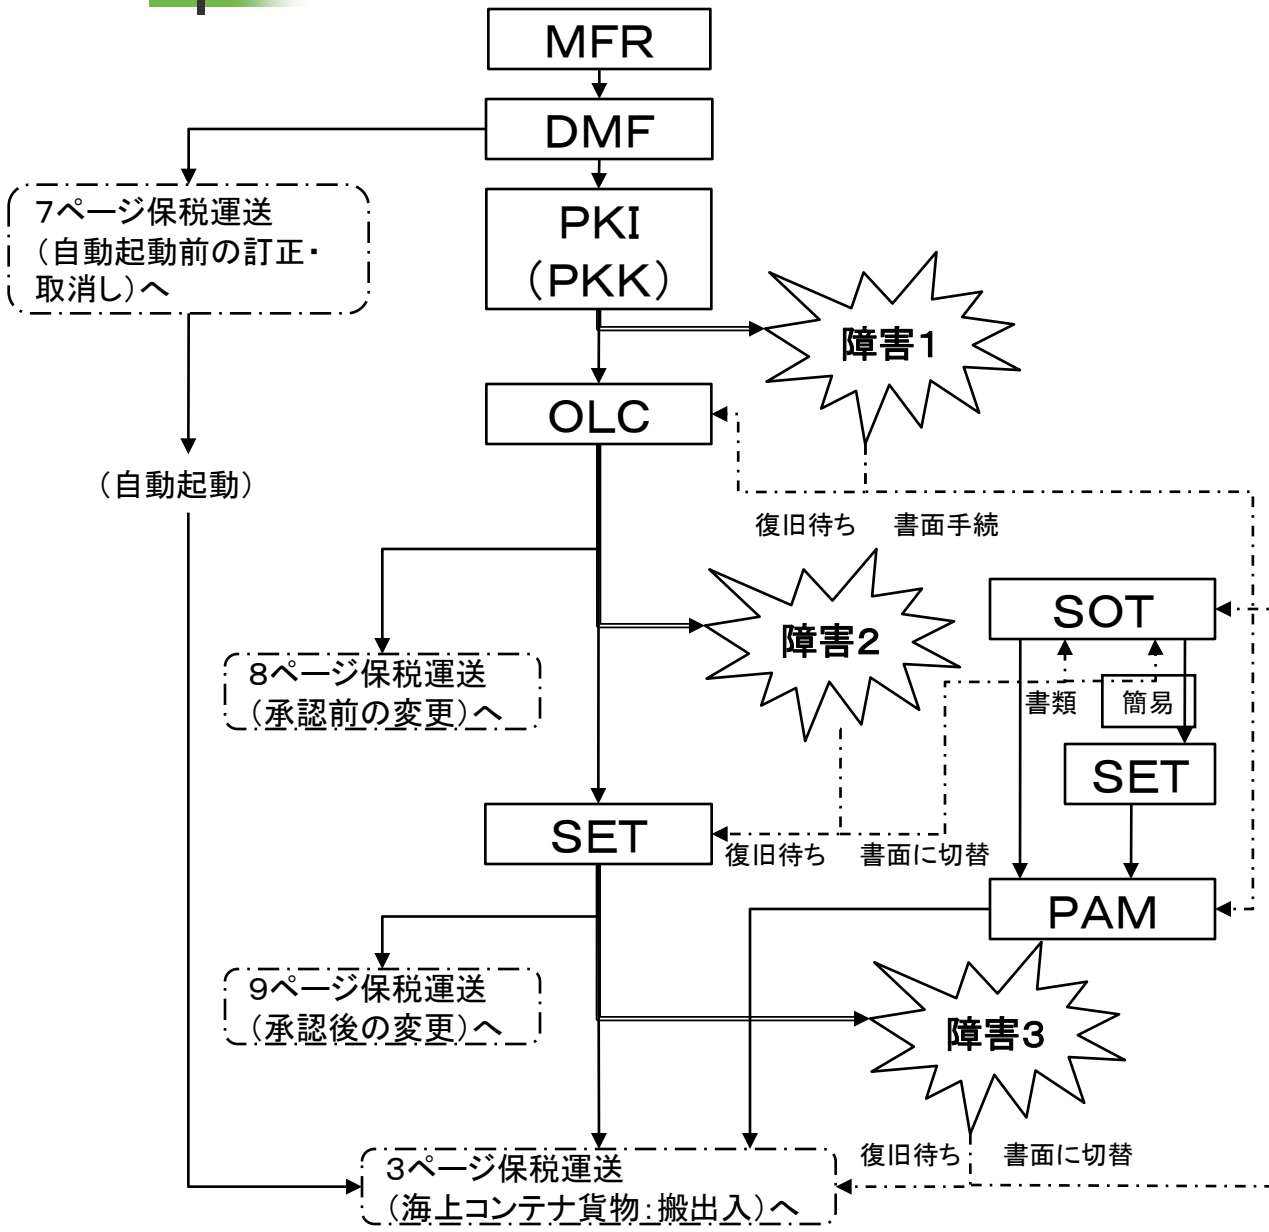 ＭＦＲ
ＤＭＦ
７ページ保税運送
（自動起動前の訂正・
取消し）へ
ＰＫＩ
（ＰＫＫ）
障害１
ＯＬＣ
（自動起動）
復旧待ち
書面手続
障害２
ＳＯＴ
８ページ保税運送
（承認前の変更）へ
書類
簡易
ＳＥＴ
ＳＥＴ
復旧待ち
書面に切替
ＰＡＭ
９ページ保税運送
（承認後の変更）へ
障害３
復旧待ち
書面に切替
３ページ保税運送
（海上コンテナ貨物：搬出入）へ